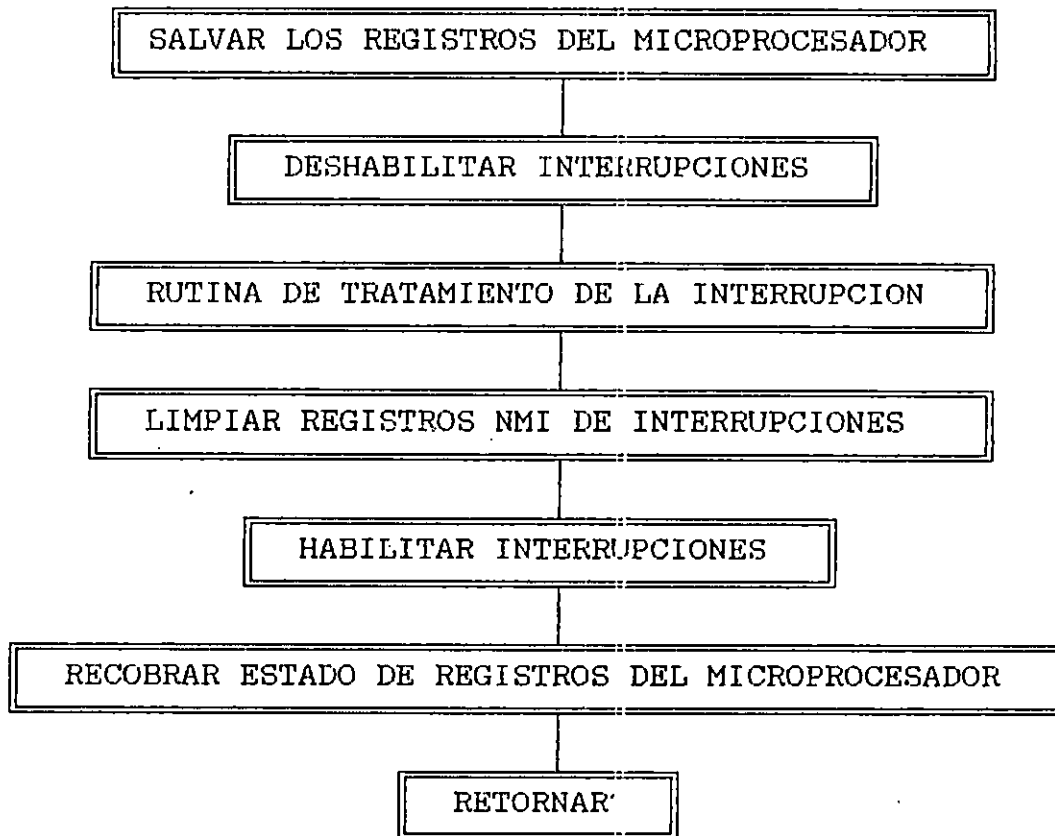 SALVAR LOS REGISTROS DEL MICROPROCESADOR
DESHABILITAR INTERRUPCIONES
RUTINA DE TRATAMIENTO DE LA INTERRUPCION
LIMPIAR REGISTROS NMI DE INTERRUPCIONES
HABILITAR INTERRUPCIONES
RECOBRAR ESTADO DE REGISTROS DEL MICROPROCESADOR
RETORNAR